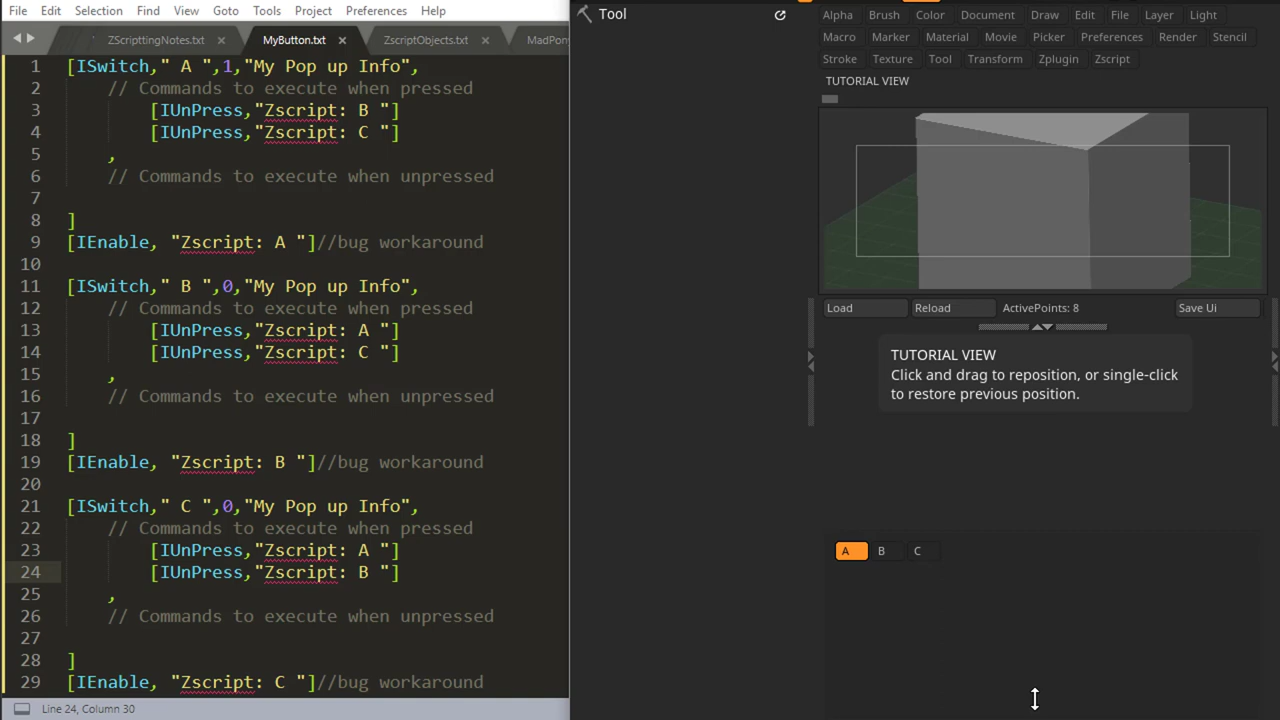 File Edit Selection Find View Goto Tools Project Preferences Help
ZScripttingNotes.txt × MyButton.txt × ZscriptObjects.txt × MadPon
1 [ISwitch," A ",1,"My Pop up Info",
2 // Commands to execute when pressed
3 [IUnPress,"Zscript: B "]
4 [IUnPress,"Zscript: C "]
5 ,
6 // Commands to execute when unpressed
7
8 ]
9 [IEnable, "Zscript: A "]//bug workaround
10
11 [ISwitch," B ",0,"My Pop up Info",
12 // Commands to execute when pressed
13 [IUnPress,"Zscript: A "]
14 [IUnPress,"Zscript: C "]
15 ,
16 // Commands to execute when unpressed
17
18 ]
19 [IEnable, "Zscript: B "]//bug workaround
20
21 [ISwitch," C ",0,"My Pop up Info",
22 // Commands to execute when pressed
23 [IUnPress,"Zscript: A "]
24 [IUnPress,"Zscript: B "]
25 ,
26 // Commands to execute when unpressed
27
28 ]
29 [IEnable, "Zscript: C "]//bug workaround
Line 24, Column 30
Tool
Alpha Brush Color Document Draw Edit File Layer Light
Macro Marker Material Movie Picker Preferences Render Stencil
Stroke Texture Tool Transform Zplugin Zscript
TUTORIAL VIEW
Load Reload ActivePoints: 8 Save Ui
TUTORIAL VIEW
Click and drag to reposition, or single-click
to restore previous position.
A B C